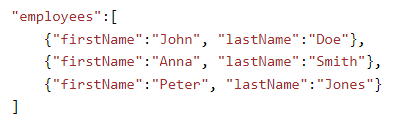 "employees":[
    {"firstName":"John", "lastName":"Doe"},
    {"firstName":"Anna", "lastName":"Smith"},
    {"firstName":"Peter", "lastName":"Jones"}
]